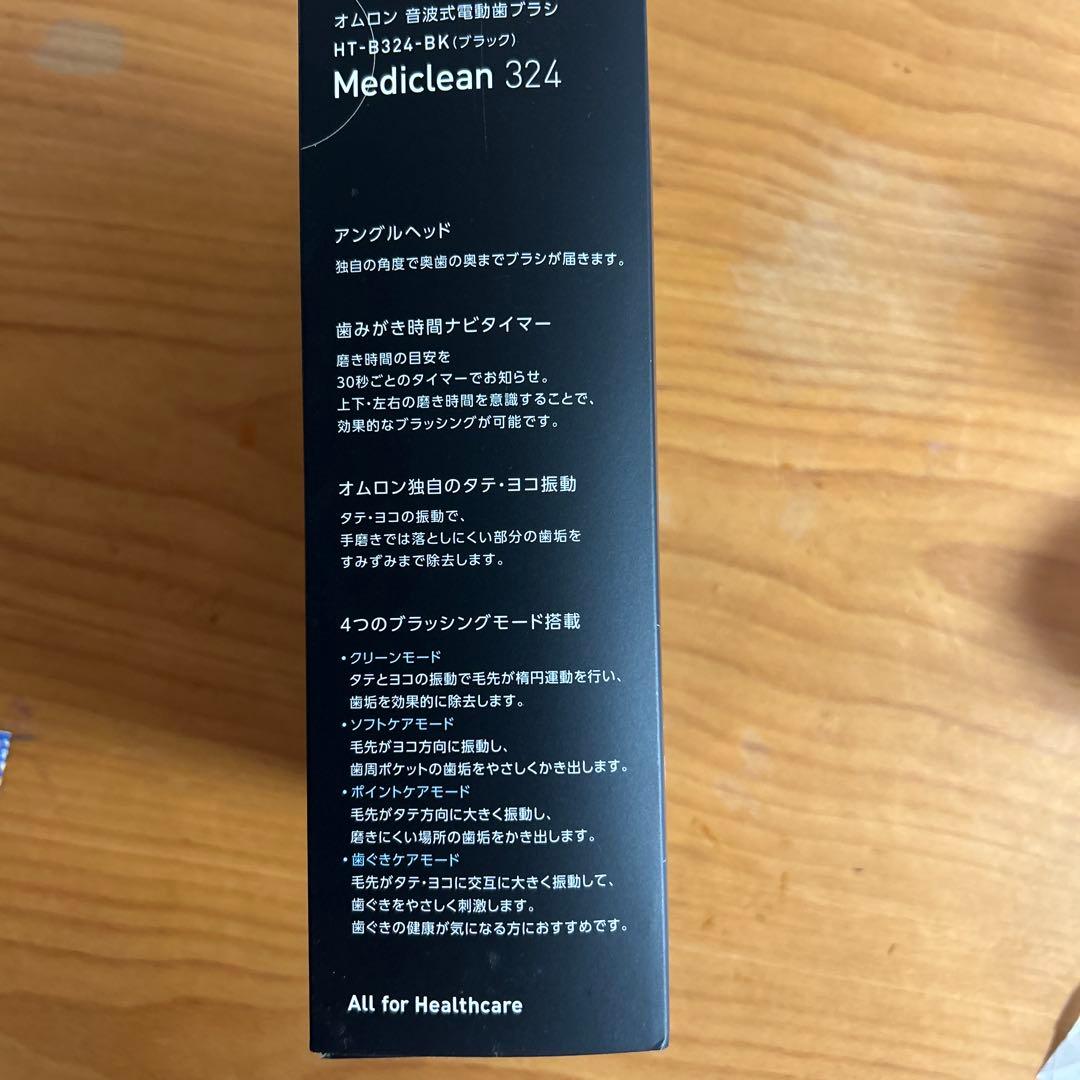 オムロン 音波式電動歯ブラシ
HT-B324-BK(ブラック)
Mediclean 324
アングルヘッド
独自の角度で奥歯の奥までブラシが届きます。
歯みがき時間ナビタイマー
磨き時間の目安を
30秒ごとのタイマーでお知らせ。
上下・左右の磨き時間を意識することで、
効果的なブラッシングが可能です。
オムロン独自のタテ・ヨコ振動
タテ・ヨコの振動で、
手磨きでは落としにくい部分の歯垢を
すみずみまで除去します。
4つのブラッシングモード搭載
・クリーンモード
タテとヨコの振動で毛先が楕円運動を行い、
歯垢を効果的に除去します。
・ソフトケアモード
毛先がヨコ方向に振動し、
歯周ポケットの歯垢をやさしくかき出します。
・ポイントケアモード
毛先がタテ方向に大きく振動し、
磨きにくい場所の歯垢をかき出します。
・歯ぐきケアモード
毛先がタテ・ヨコに交互に大きく振動して、
歯ぐきをやさしく刺激します。
歯ぐきの健康が気になる方におすすめです。
All for Healthcare